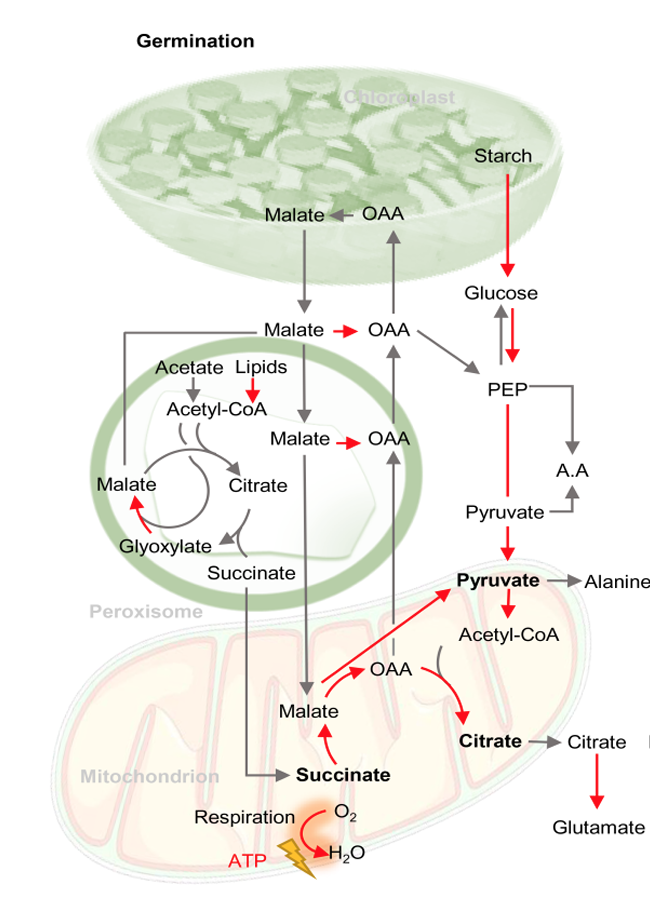 Germination
Chloroplast
Starch
Malate OAA
Glucose
Malate OAA
Acetate Lipids
PEP
Acetyl-CoA
Malate OAA
A.A
Malate Citrate
Pyruvate
Glyoxylate
Succinate
Pyruvate Alanine
Peroxisome
Acetyl-CoA
OAA
Malate
Citrate Citrate
Mitochondrion Succinate
Respiration O₂
Glutamate
ATP H₂O